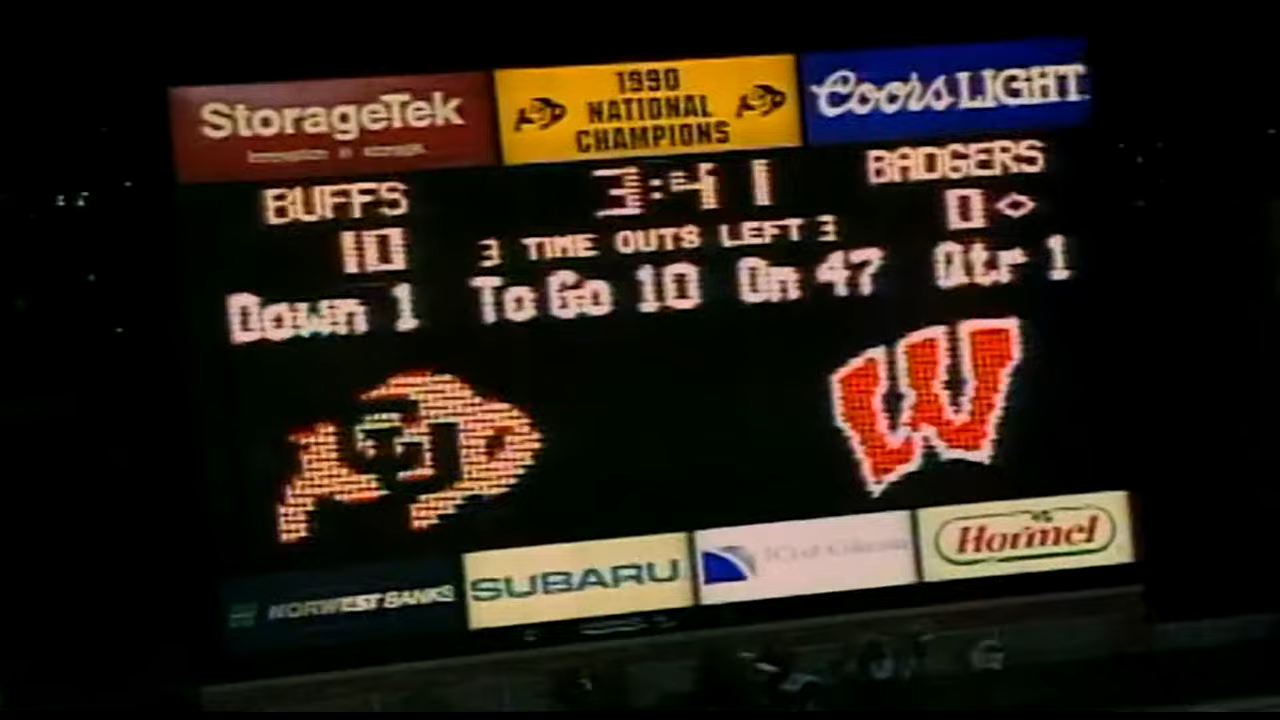 StorageTek
1990
NATIONAL
CHAMPIONS
Coors LIGHT
BUFFS 3:41 BADGERS
10 0
3 TIME OUTS LEFT 3
Down 1 To Go 10 On 47 Qtr 1
CU
W
NORWEST BANKS
SUBARU
Hormel